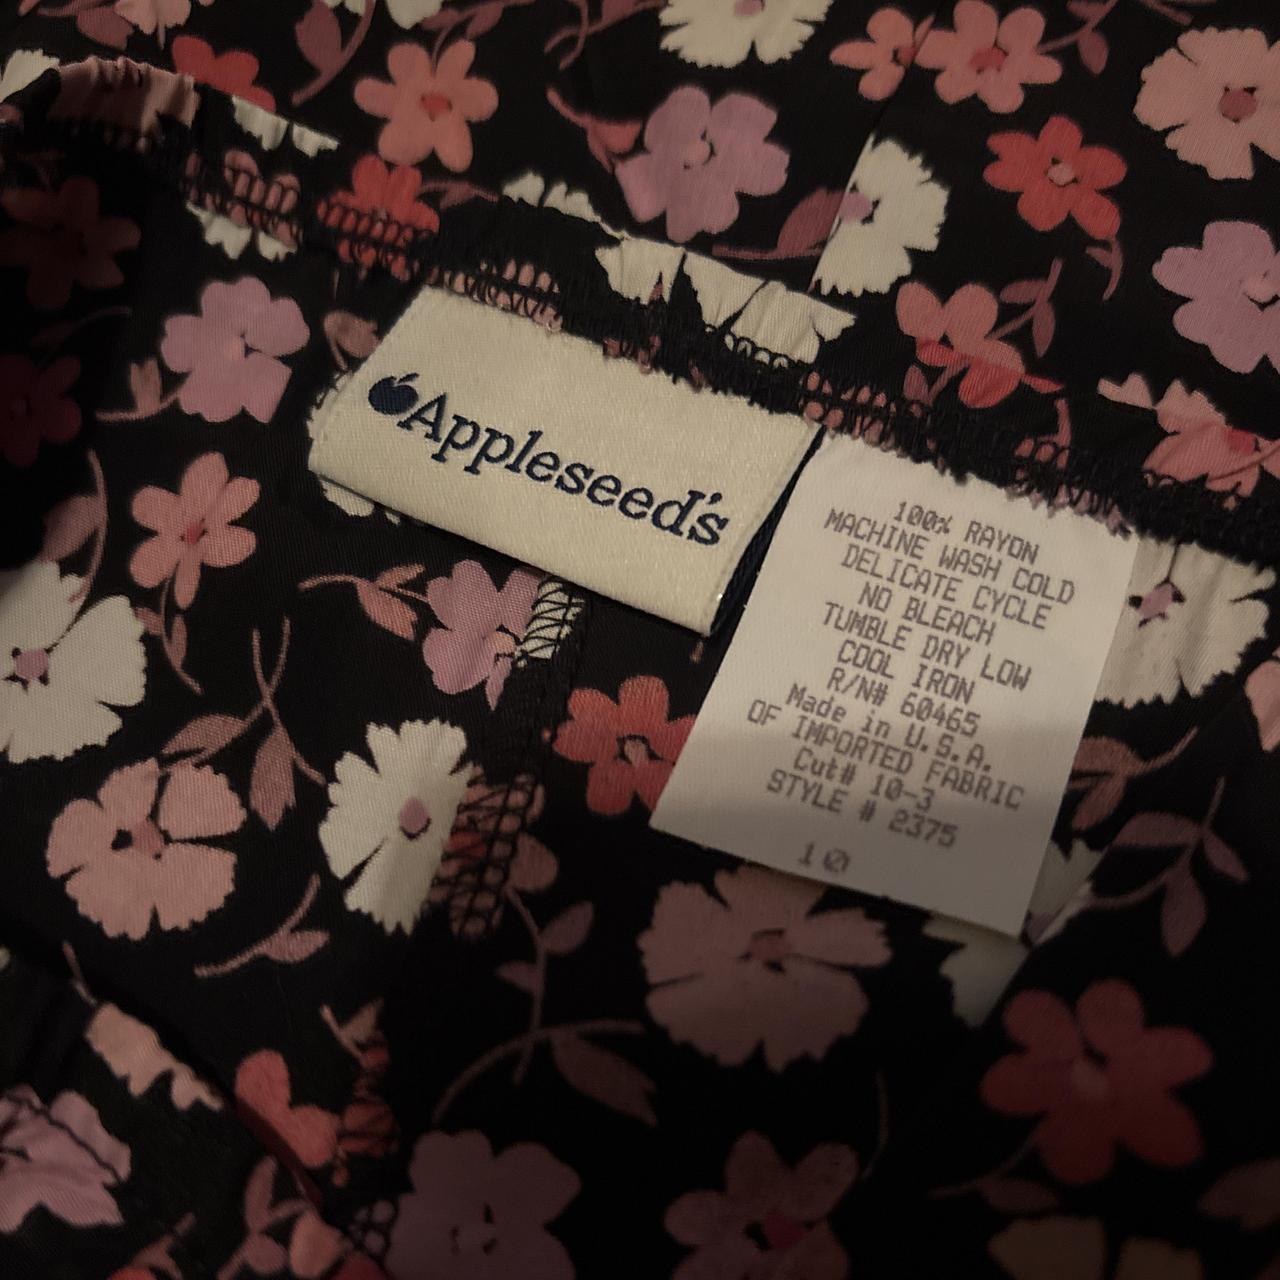 Appleseed's
100% RAYON
MACHINE WASH COLD
DELICATE CYCLE
NO BLEACH
TUMBLE DRY LOW
COOL IRON
R/N# 60465
Made in U.S.A.
OF IMPORTED FABRIC
Cut# 10-3
STYLE # 2375
10